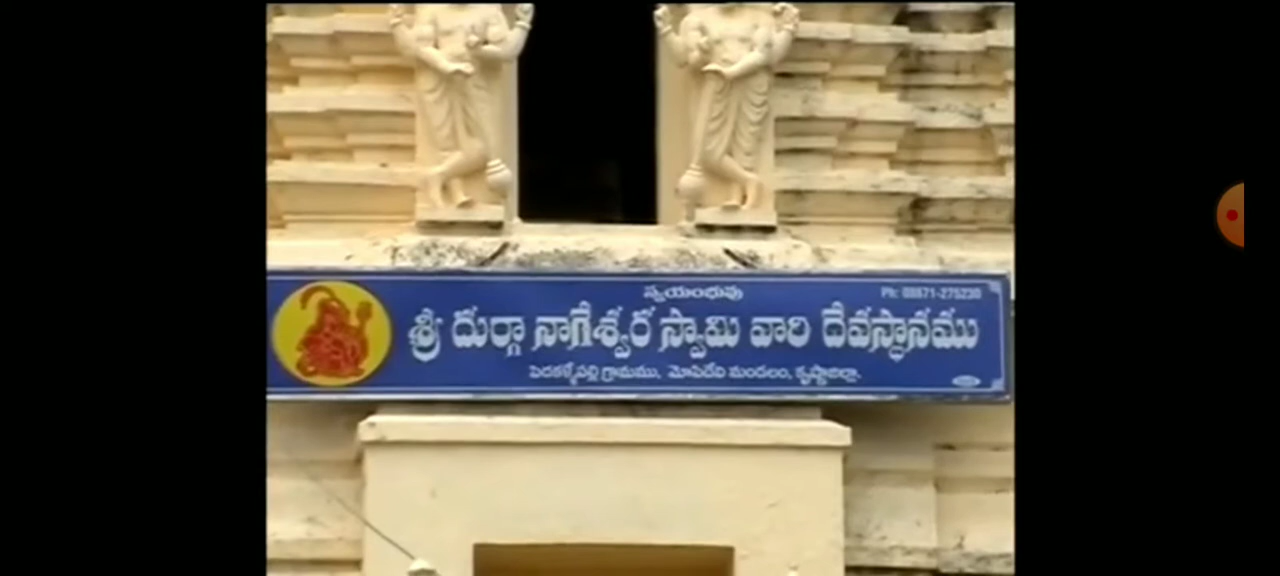 స్వయంభువు
Ph: 08671-275230
శ్రీ దుర్గా నాగేశ్వర స్వామి వారి దేవస్థానము
పెదకళ్ళేపల్లి గ్రామము, మోపిదేవి మండలం, కృష్ణాజిల్లా.